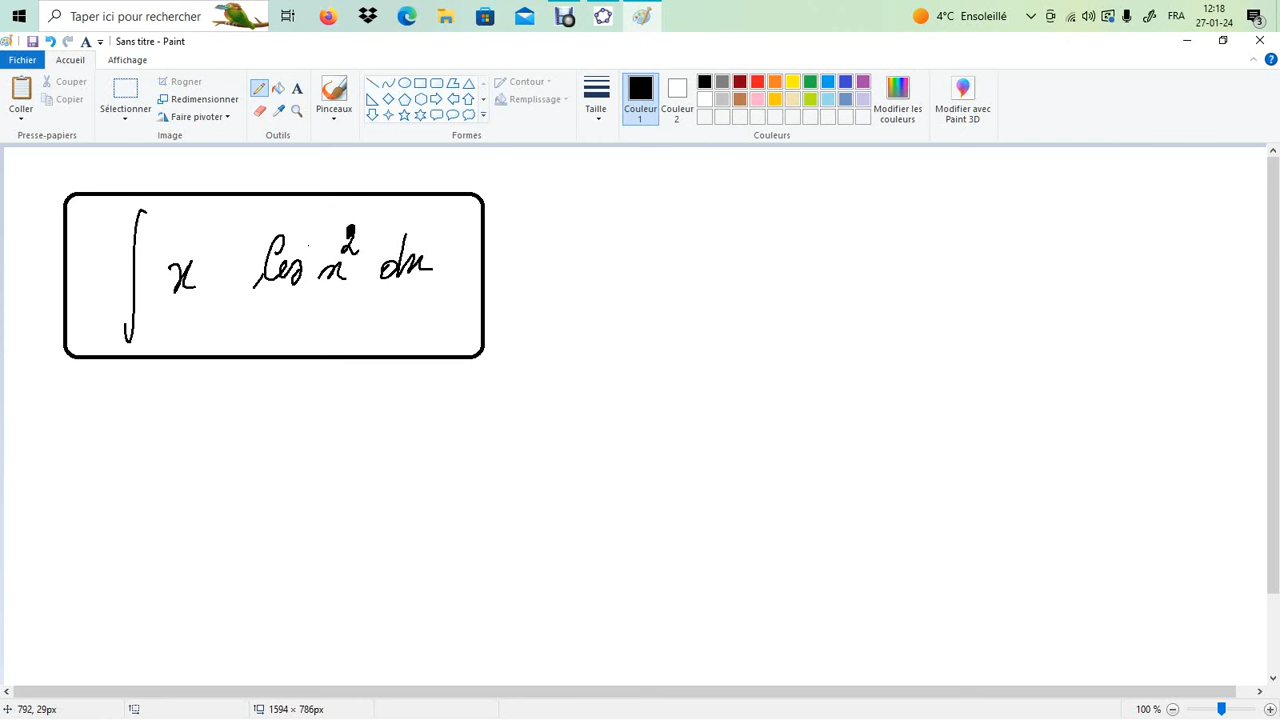 Taper ici pour rechercher
4°C Ensoleillé
FRA
12:18
27-01-24
3
Sans titre - Paint
Fichier
Accueil
Affichage
Coller
Couper
Copier
Presse-papiers
Sélectionner
Rogner
Redimensionner
Faire pivoter
Image
A
Outils
Pinceaux
Contour
Remplissage
Formes
Taille
Couleur 1
Couleur 2
Modifier les couleurs
Couleurs
Modifier avec Paint 3D
∫ x cos x² dx
792, 29px
1594 × 786px
100 %